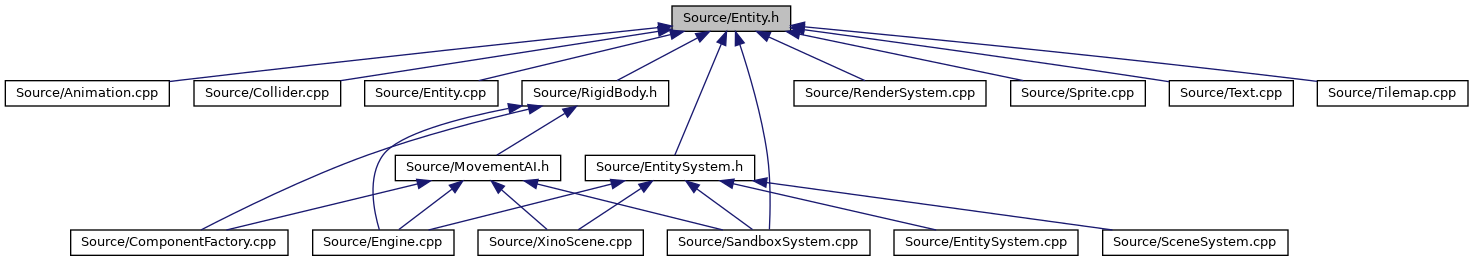 Source/Entity.h
Source/Animation.cpp
Source/Collider.cpp
Source/Entity.cpp
Source/RigidBody.h
Source/RenderSystem.cpp
Source/Sprite.cpp
Source/Text.cpp
Source/Tilemap.cpp
Source/MovementAI.h
Source/EntitySystem.h
Source/ComponentFactory.cpp
Source/Engine.cpp
Source/XinoScene.cpp
Source/SandboxSystem.cpp
Source/EntitySystem.cpp
Source/SceneSystem.cpp